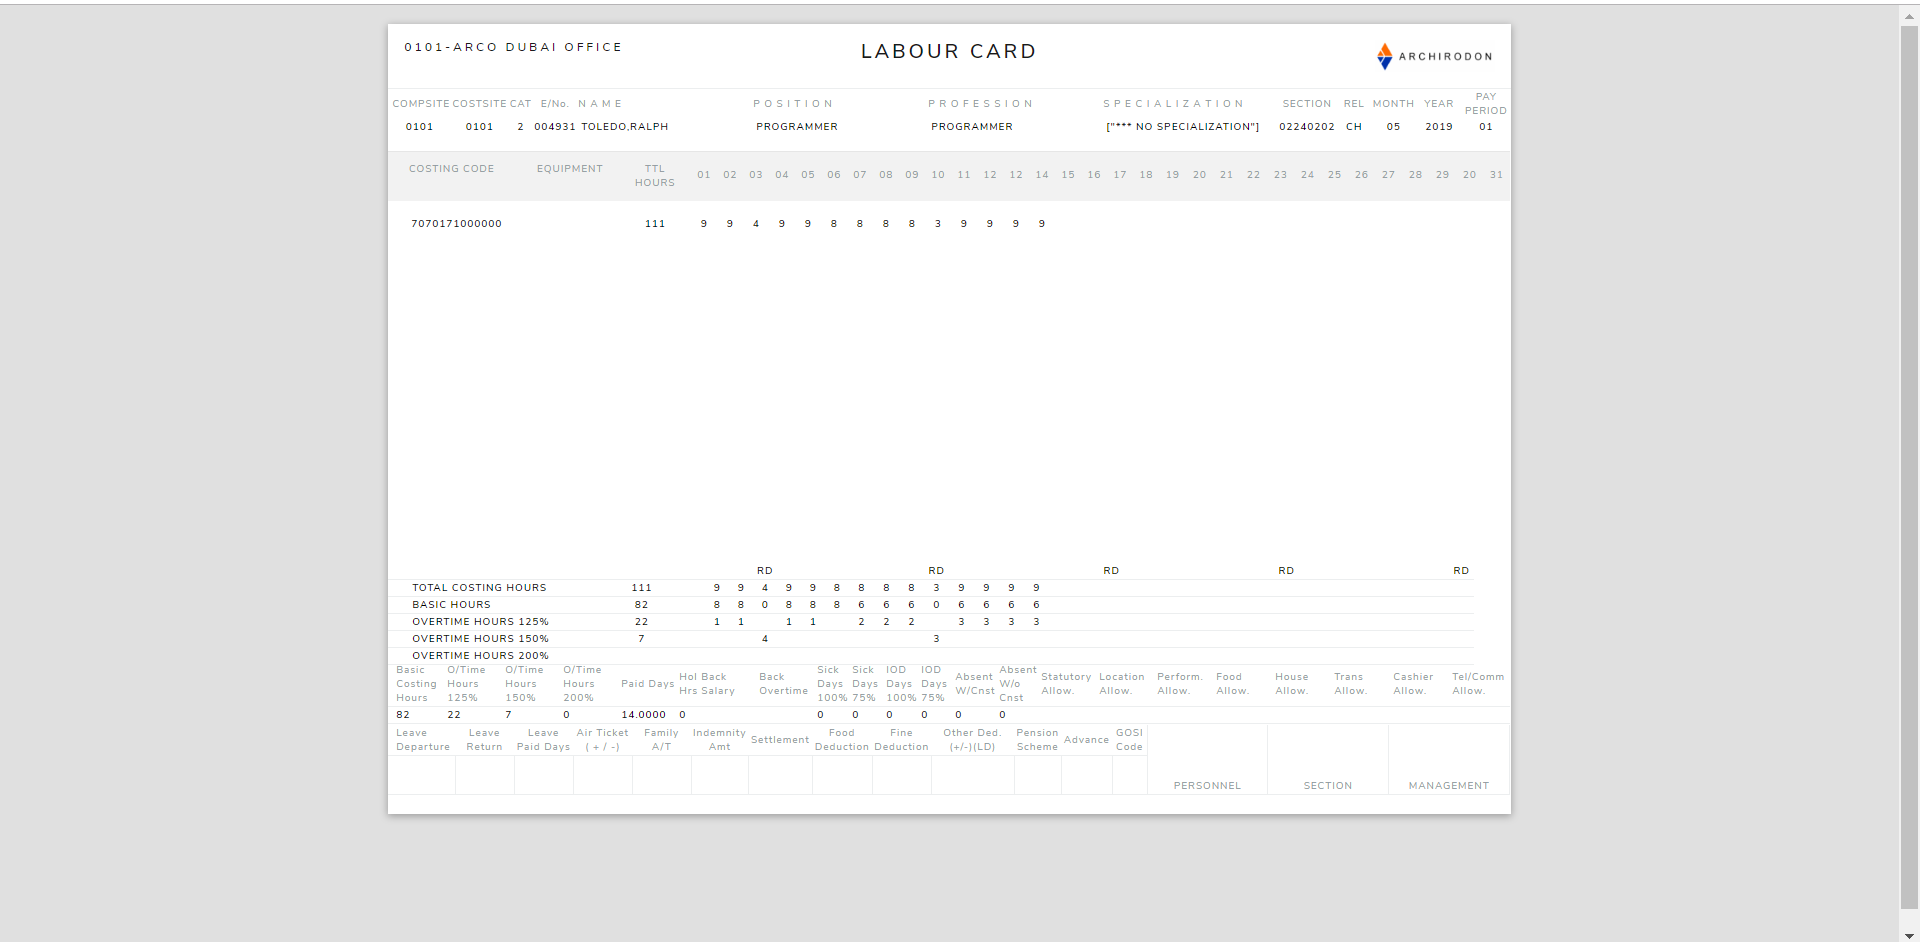 0101-ARCO DUBAI OFFICE LABOUR CARD ARCHIRODON
COMPSITE COSTSITE CAT E/No. NAME POSITION PROFESSION SPECIALIZATION SECTION REL MONTH YEAR PAY PERIOD
0101 0101 2 004931 TOLEDO,RALPH PROGRAMMER PROGRAMMER ["*** NO SPECIALIZATION"] 02240202 CH 05 2019 01
COSTING CODE EQUIPMENT TTL HOURS 01 02 03 04 05 06 07 08 09 10 11 12 12 14 15 16 17 18 19 20 21 22 23 24 25 26 27 28 29 20 31
7070171000000 111 9 9 4 9 9 8 8 8 8 3 9 9 9 9
RD RD RD RD RD
TOTAL COSTING HOURS 111 9 9 4 9 9 8 8 8 8 3 9 9 9 9
BASIC HOURS 82 8 8 0 8 8 8 6 6 6 0 6 6 6 6
OVERTIME HOURS 125% 22 1 1 1 1 2 2 2 3 3 3 3
OVERTIME HOURS 150% 7 4 3
OVERTIME HOURS 200%
Basic Costing Hours O/Time Hours 125% O/Time Hours 150% O/Time Hours 200% Paid Days Hol Hrs Back Salary Back Overtime Sick Days 100% Sick Days 75% IOD Days 100% IOD Days 75% Absent W/Cnst Absent W/o Cnst Statutory Allow. Location Allow. Perform. Allow. Food Allow. House Allow. Trans Allow. Cashier Allow. Tel/Comm Allow.
82 22 7 0 14.0000 0 0 0 0 0 0 0
Leave Departure Leave Return Leave Paid Days Air Ticket ( + / -) Family A/T Indemnity Amt Settlement Food Deduction Fine Deduction Other Ded. (+/-)(LD) Pension Scheme Advance GOSI Code
PERSONNEL SECTION MANAGEMENT